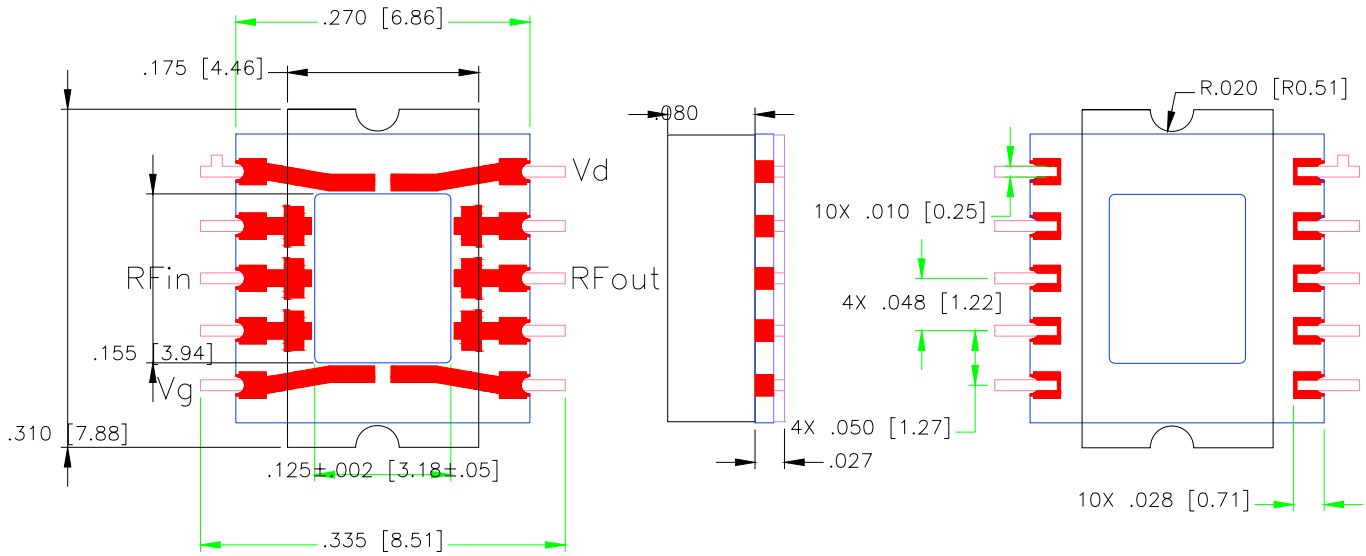 .270 [6.86]
.175 [4.46]
.080
R.020 [R0.51]
Vd
10X .010 [0.25]
RFin
RFout
4X .048 [1.22]
.155 [3.94]
Vg
.310 [7.88]
4X .050 [1.27]
.125±.002 [3.18±.05]
.027
10X .028 [0.71]
.335 [8.51]